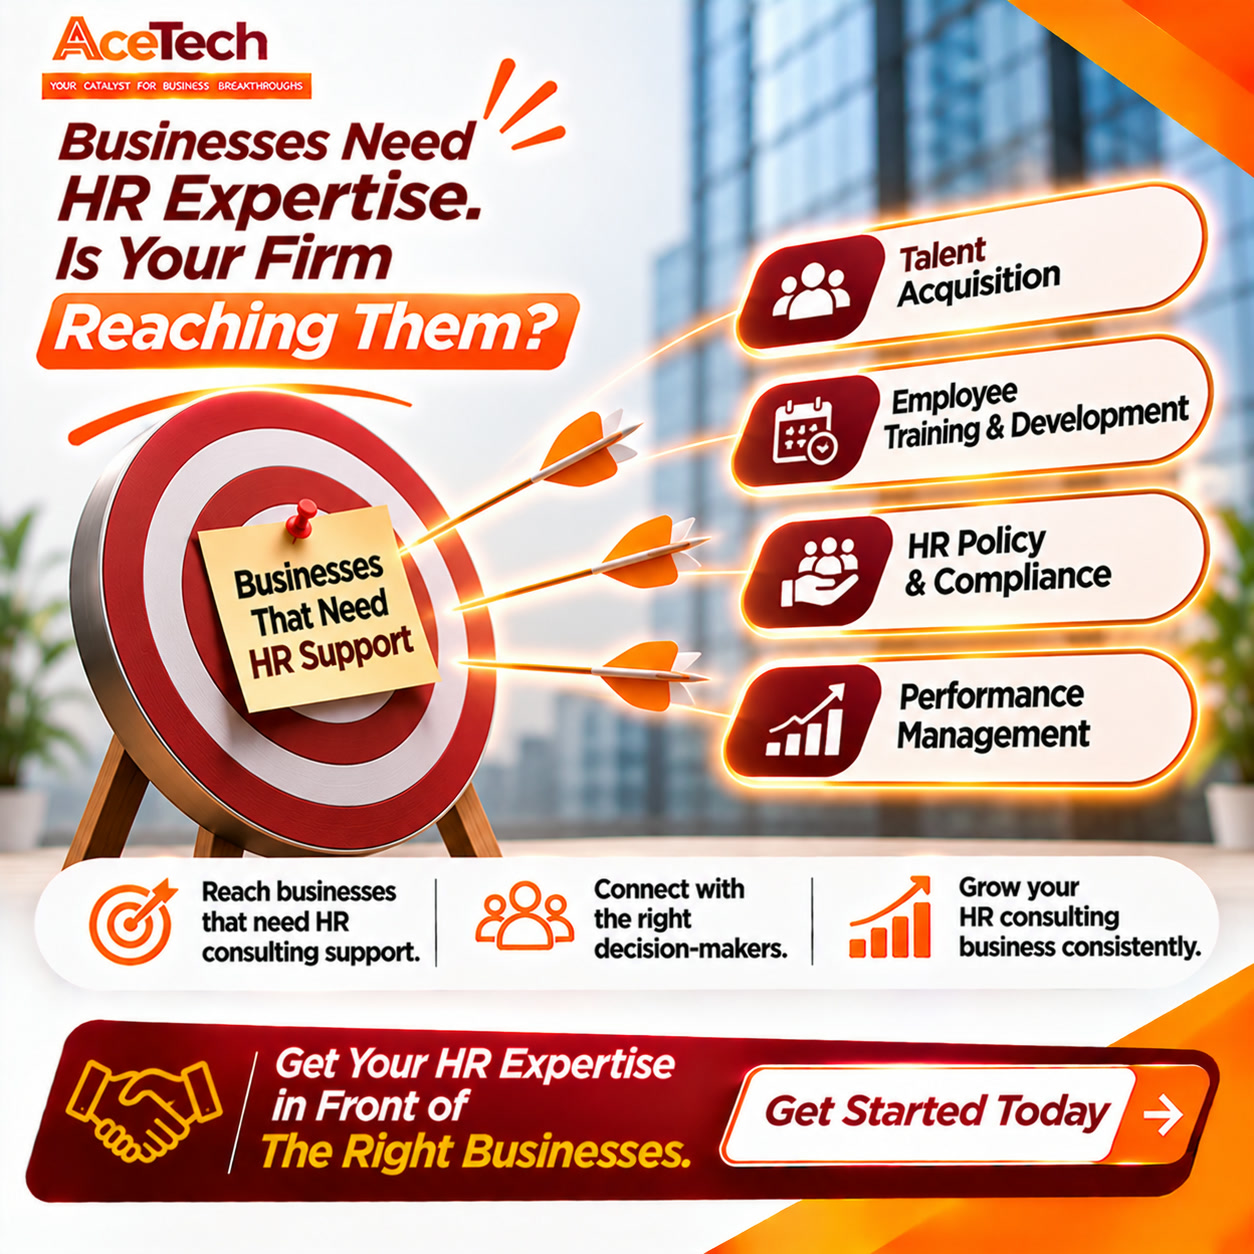 AceTech
YOUR CATALYST FOR BUSINESS BREAKTHROUGHS
Businesses Need
HR Expertise.
Is Your Firm
Reaching Them?
Businesses
That Need
HR Support
Talent
Acquisition
Employee
Training & Development
HR Policy
& Compliance
Performance
Management
Reach businesses
that need HR
consulting support.
Connect with
the right
decision-makers.
Grow your
HR consulting
business consistently.
Get Your HR Expertise
in Front of
The Right Businesses.
Get Started Today